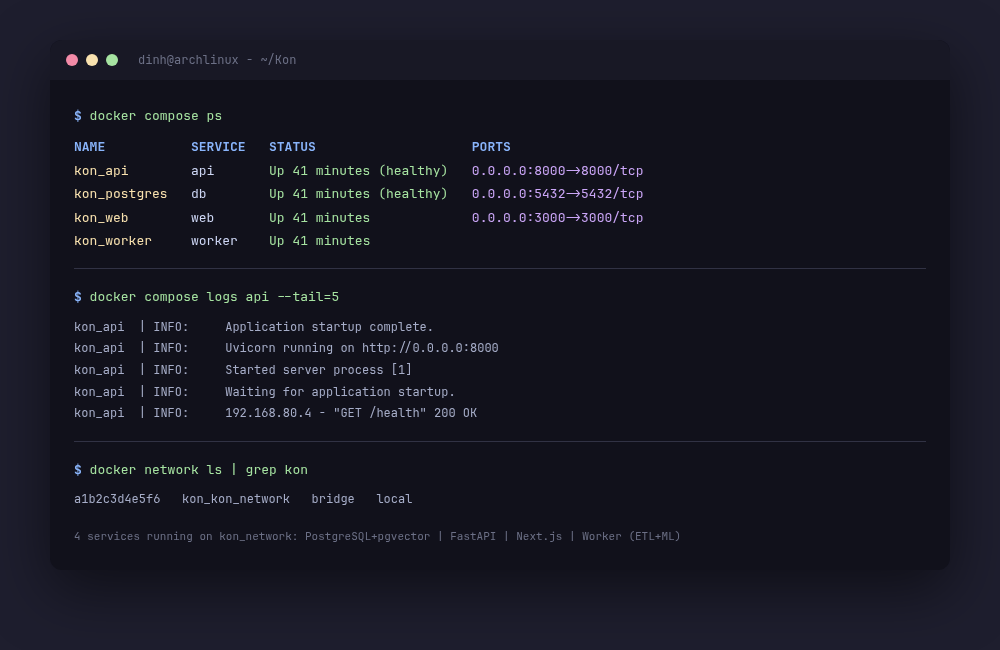 dinh@archlinux - ~/Kon
$ docker compose ps
NAME SERVICE STATUS PORTS
kon_api api Up 41 minutes (healthy) 0.0.0.0:8000->8000/tcp
kon_postgres db Up 41 minutes (healthy) 0.0.0.0:5432->5432/tcp
kon_web web Up 41 minutes 0.0.0.0:3000->3000/tcp
kon_worker worker Up 41 minutes
$ docker compose logs api --tail=5
kon_api | INFO: Application startup complete.
kon_api | INFO: Uvicorn running on http://0.0.0.0:8000
kon_api | INFO: Started server process [1]
kon_api | INFO: Waiting for application startup.
kon_api | INFO: 192.168.80.4 - "GET /health" 200 OK
$ docker network ls | grep kon
a1b2c3d4e5f6 kon_kon_network bridge local
4 services running on kon_network: PostgreSQL+pgvector | FastAPI | Next.js | Worker (ETL+ML)